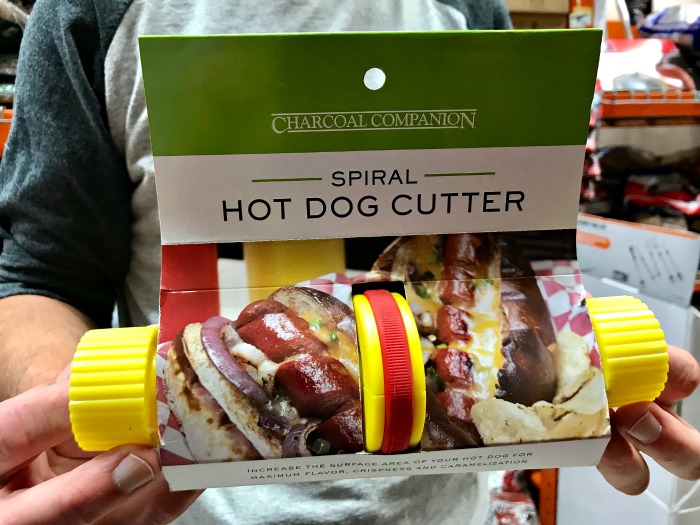 CHARCOAL COMPANION
SPIRAL
HOT DOG CUTTER
INCREASE THE SURFACE AREA OF YOUR HOT DOG FOR
MAXIMUM FLAVOR, CRISPNESS AND CARAMELIZATION